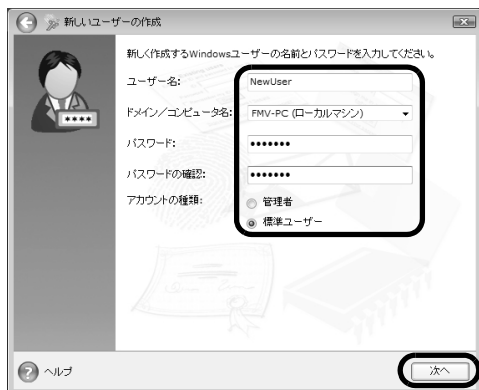 新しいユーザーの作成
新しく作成するWindowsユーザーの名前とパスワードを入力してください。
ユーザー名: NewUser
ドメイン／コンピュータ名: FMV-PC (ローカルマシン)
パスワード: •••••••
パスワードの確認: •••••••
アカウントの種類: 管理者
標準ユーザー
ヘルプ
次へ